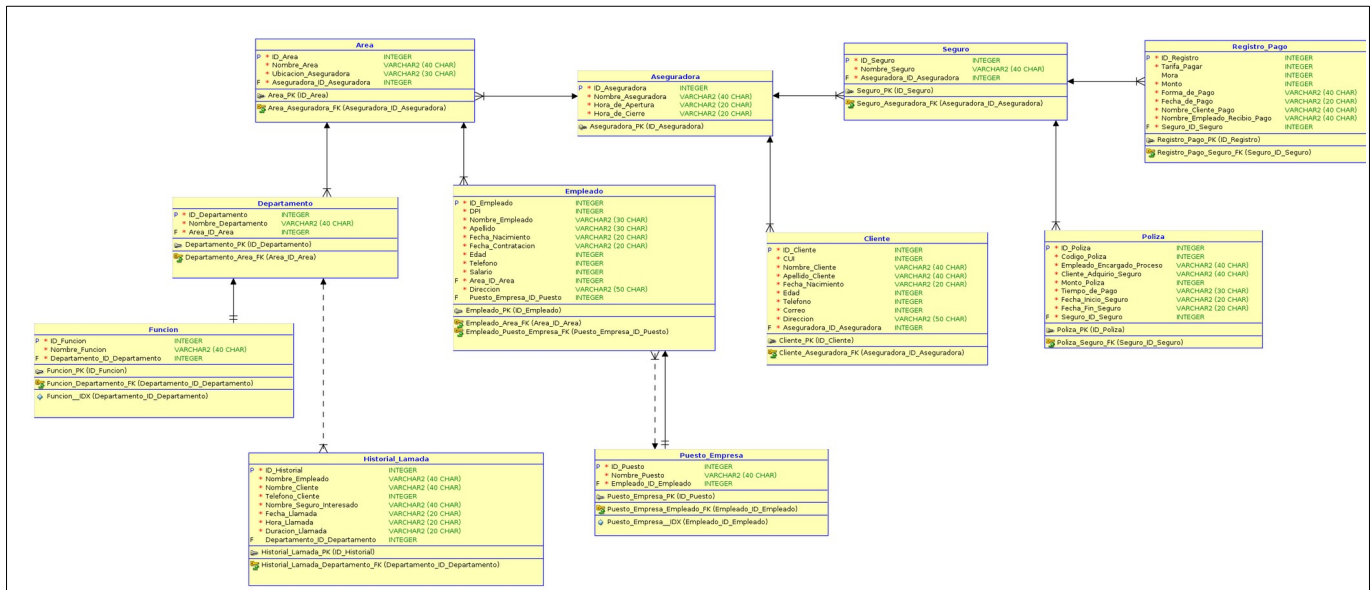 Area
P * ID_Area INTEGER
* Nombre_Area VARCHAR2 (40 CHAR)
* Ubicacion_Aseguradora VARCHAR2 (30 CHAR)
F * Aseguradora_ID_Aseguradora INTEGER
Area_PK (ID_Area)
Area_Aseguradora_FK (Aseguradora_ID_Aseguradora)
Aseguradora
P * ID_Aseguradora INTEGER
* Nombre_Aseguradora VARCHAR2 (40 CHAR)
* Hora_de_Apertura VARCHAR2 (20 CHAR)
* Hora_de_Cierre VARCHAR2 (20 CHAR)
Aseguradora_PK (ID_Aseguradora)
Seguro
P * ID_Seguro INTEGER
* Nombre_Seguro VARCHAR2 (40 CHAR)
F * Aseguradora_ID_Aseguradora INTEGER
Seguro_PK (ID_Seguro)
Seguro_Aseguradora_FK (Aseguradora_ID_Aseguradora)
Registro_Pago
P * ID_Registro INTEGER
* Tarifa_Pagar INTEGER
Mora INTEGER
* Monto INTEGER
* Forma_de_Pago VARCHAR2 (40 CHAR)
* Fecha_de_Pago VARCHAR2 (20 CHAR)
* Nombre_Cliente_Pago VARCHAR2 (40 CHAR)
* Nombre_Empleado_Recibio_Pago VARCHAR2 (40 CHAR)
F * Seguro_ID_Seguro INTEGER
Registro_Pago_PK (ID_Registro)
Registro_Pago_Seguro_FK (Seguro_ID_Seguro)
Departamento
P * ID_Departamento INTEGER
* Nombre_Departamento VARCHAR2 (40 CHAR)
F * Area_ID_Area INTEGER
Departamento_PK (ID_Departamento)
Departamento_Area_FK (Area_ID_Area)
Empleado
P * ID_Empleado INTEGER
* DPI INTEGER
* Nombre_Empleado VARCHAR2 (30 CHAR)
* Apellido VARCHAR2 (30 CHAR)
* Fecha_Nacimiento VARCHAR2 (20 CHAR)
* Fecha_Contratacion VARCHAR2 (20 CHAR)
* Edad INTEGER
* Telefono INTEGER
* Salario INTEGER
F * Area_ID_Area INTEGER
* Direccion VARCHAR2 (50 CHAR)
F Puesto_Empresa_ID_Puesto INTEGER
Empleado_PK (ID_Empleado)
Empleado_Area_FK (Area_ID_Area)
Empleado_Puesto_Empresa_FK (Puesto_Empresa_ID_Puesto)
Cliente
P * ID_Cliente INTEGER
* CUI INTEGER
* Nombre_Cliente VARCHAR2 (40 CHAR)
* Apellido_Cliente VARCHAR2 (40 CHAR)
* Fecha_Nacimiento VARCHAR2 (20 CHAR)
* Edad INTEGER
* Telefono INTEGER
* Correo INTEGER
* Direccion VARCHAR2 (50 CHAR)
F * Aseguradora_ID_Aseguradora INTEGER
Cliente_PK (ID_Cliente)
Cliente_Aseguradora_FK (Aseguradora_ID_Aseguradora)
Poliza
P * ID_Poliza INTEGER
* Codigo_Poliza INTEGER
* Empleado_Encargado_Proceso VARCHAR2 (40 CHAR)
* Cliente_Adquirio_Seguro VARCHAR2 (40 CHAR)
* Monto_Poliza INTEGER
* Tiempo_de_Pago VARCHAR2 (30 CHAR)
* Fecha_Inicio_Seguro VARCHAR2 (20 CHAR)
* Fecha_Fin_Seguro VARCHAR2 (20 CHAR)
F * Seguro_ID_Seguro INTEGER
Poliza_PK (ID_Poliza)
Poliza_Seguro_FK (Seguro_ID_Seguro)
Funcion
P * ID_Funcion INTEGER
* Nombre_Funcion VARCHAR2 (40 CHAR)
F * Departamento_ID_Departamento INTEGER
Funcion_PK (ID_Funcion)
Funcion_Departamento_FK (Departamento_ID_Departamento)
Funcion__IDX (Departamento_ID_Departamento)
Historial_Lamada
P * ID_Historial INTEGER
* Nombre_Empleado VARCHAR2 (40 CHAR)
* Nombre_Cliente VARCHAR2 (40 CHAR)
* Telefono_Cliente INTEGER
* Nombre_Seguro_Interesado VARCHAR2 (40 CHAR)
* Fecha_Llamada VARCHAR2 (20 CHAR)
* Hora_Llamada VARCHAR2 (20 CHAR)
* Duracion_Llamada VARCHAR2 (20 CHAR)
F Departamento_ID_Departamento INTEGER
Historial_Lamada_PK (ID_Historial)
Historial_Lamada_Departamento_FK (Departamento_ID_Departamento)
Puesto_Empresa
P * ID_Puesto INTEGER
* Nombre_Puesto VARCHAR2 (40 CHAR)
F * Empleado_ID_Empleado INTEGER
Puesto_Empresa_PK (ID_Puesto)
Puesto_Empresa_Empleado_FK (Empleado_ID_Empleado)
Puesto_Empresa__IDX (Empleado_ID_Empleado)